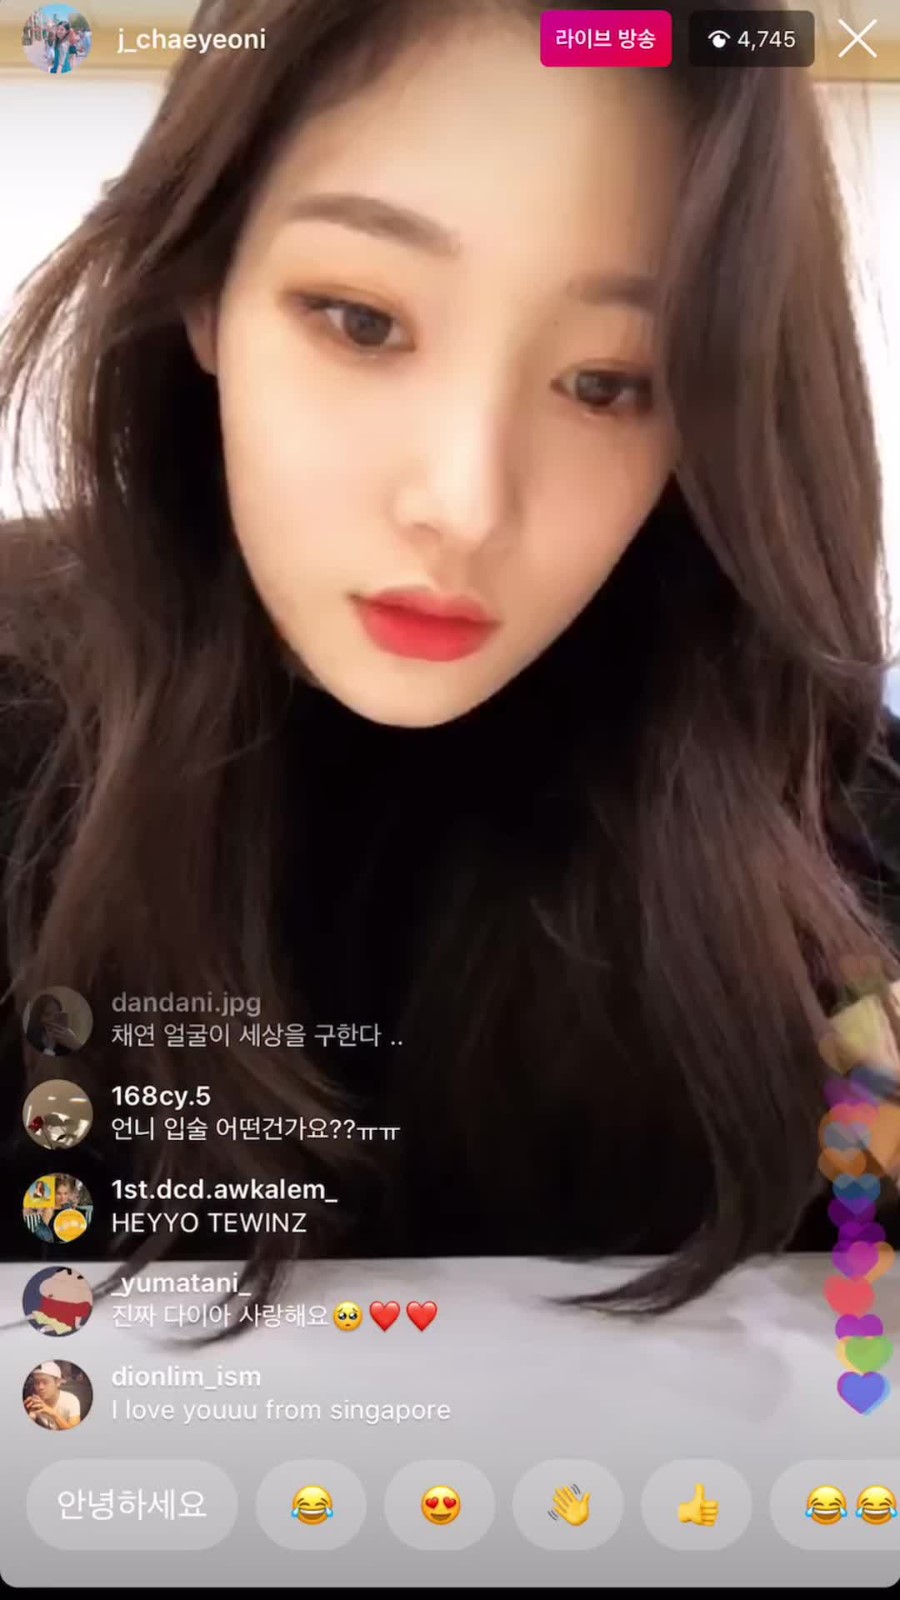 j_chaeyeoni
라이브 방송
4,745
dandani.jpg
채연 얼굴이 세상을 구한다 ..
168cy.5
언니 입술 어떤건가요??ㅠㅠ
1st.dcd.awkalem_
HEYYO TEWINZ
_yumatani_
진짜 다이아 사랑해요🥺❤️❤️
dionlim_ism
I love youuu from singapore
안녕하세요 😂 😍 👋 👍 😂😂